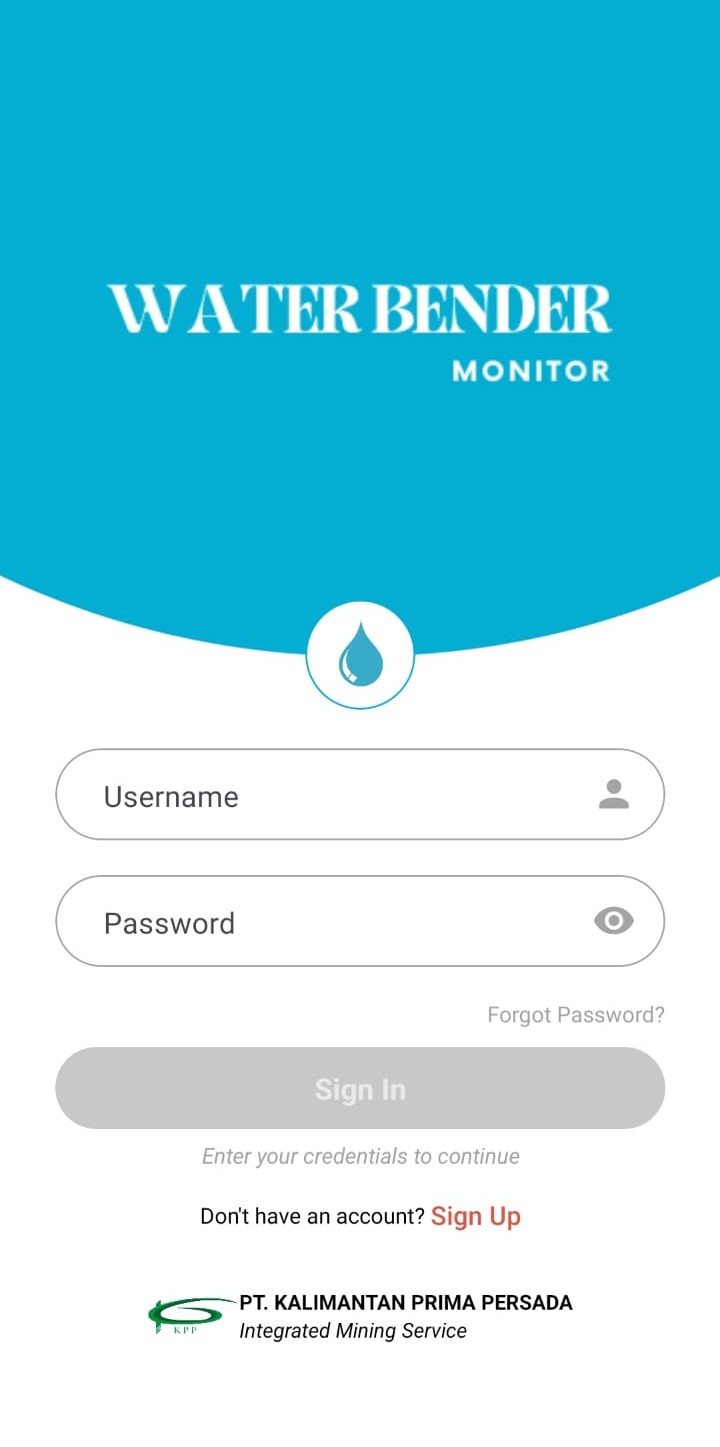 WATER BENDER
MONITOR
Username
Password
Forgot Password?
Sign In
Enter your credentials to continue
Don't have an account? Sign Up
PT. KALIMANTAN PRIMA PERSADA
KPP
Integrated Mining Service